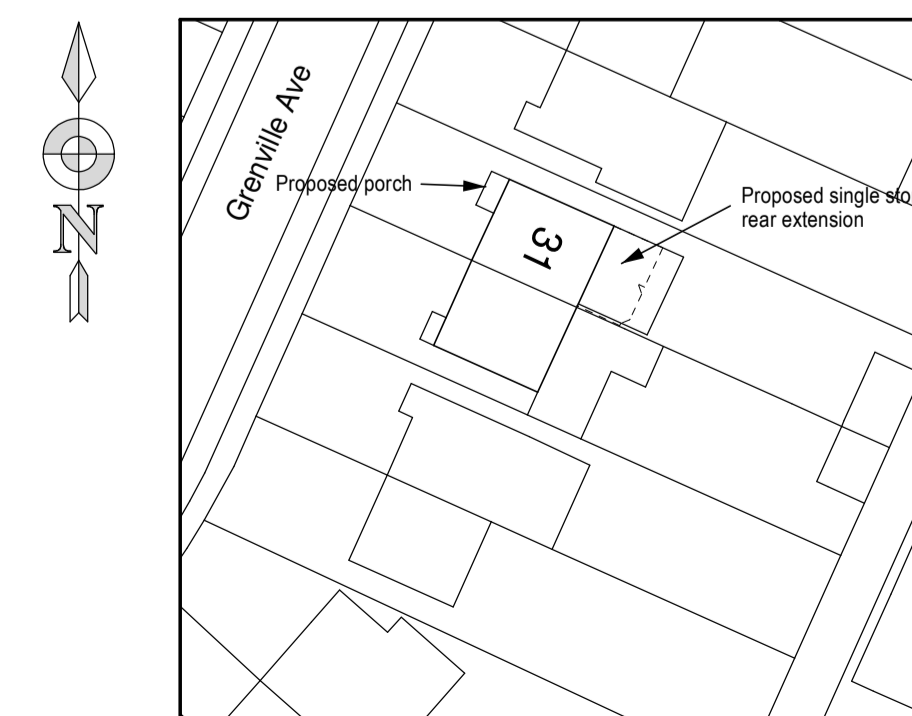 Grenville Ave
Proposed porch
31
Proposed single sto
rear extension
N